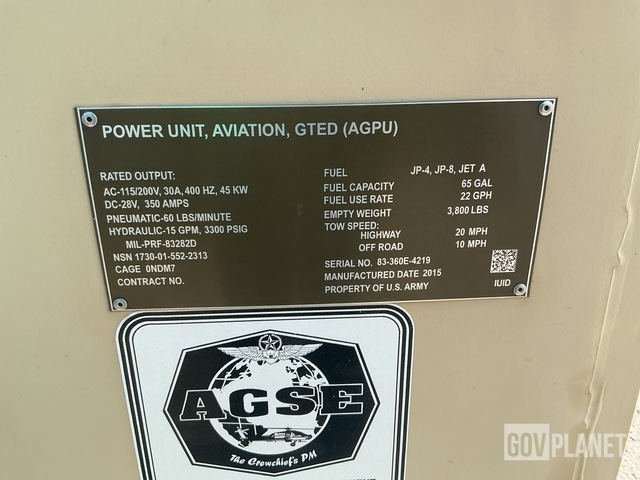 POWER UNIT, AVIATION, GTED (AGPU)
RATED OUTPUT:
AC-115/200V, 30A, 400 HZ, 45 KW
DC-28V, 350 AMPS
PNEUMATIC-60 LBS/MINUTE
HYDRAULIC-15 GPM, 3300 PSIG
MIL-PRF-83282D
NSN 1730-01-552-2313
CAGE 0NDM7
CONTRACT NO.
FUEL JP-4, JP-8, JET A
FUEL CAPACITY 65 GAL
FUEL USE RATE 22 GPH
EMPTY WEIGHT 3,800 LBS
TOW SPEED:
HIGHWAY 20 MPH
OFF ROAD 10 MPH
SERIAL NO. 83-360E-4219
MANUFACTURED DATE 2015
PROPERTY OF U.S. ARMY
IUID
AGSE
The Crewchief's PM
GOVPLANET